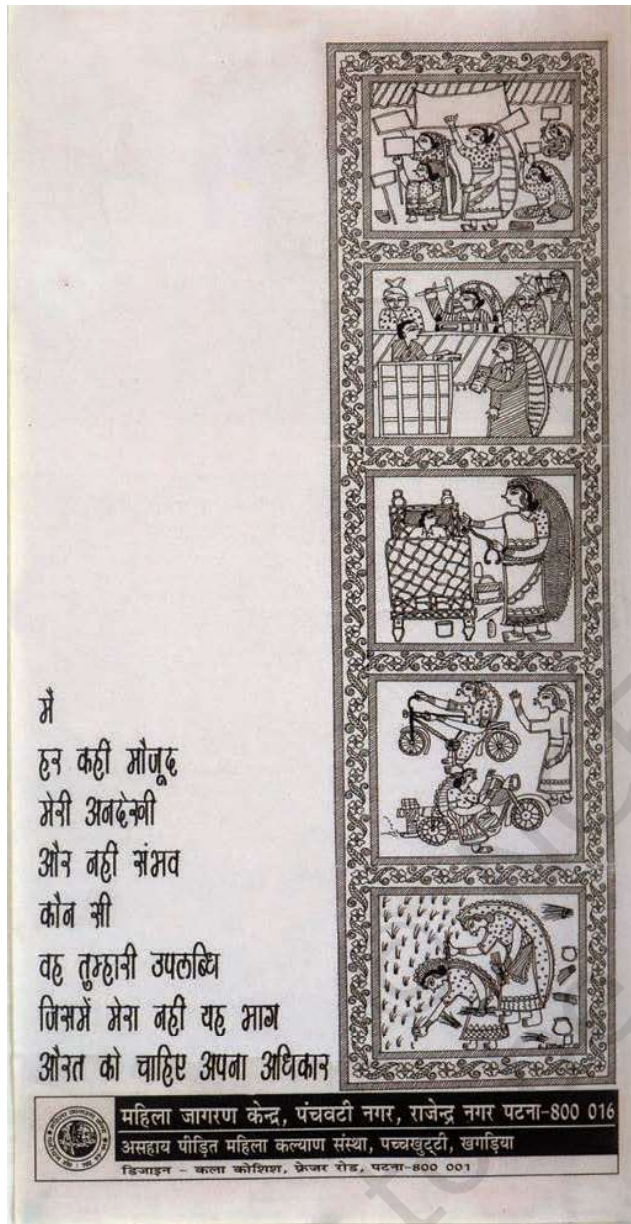 मैं
हर कहीं मौजूद
मेरी अनदेखी
और नहीं संभव
कौन सी
वह तुम्हारी उपलब्धि
जिसमें मेरा नहीं यह भाग
औरत को चाहिए अपना अधिकार
महिला जागरण केन्द्र, पंचवटी नगर, राजेन्द्र नगर पटना-800 016
असहाय पीड़ित महिला कल्याण संस्था, पच्चखुट्टी, खगड़िया
डिजाइन - कला कोशिश, फ्रेजर रोड, पटना-800 001